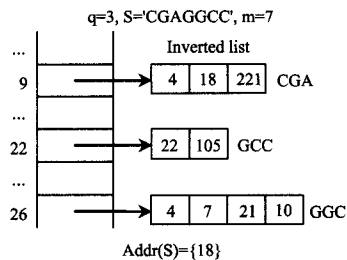 q=3, S='CGAGGCC', m=7
Inverted list
...
9 4 18 221 CGA
...
22 22 105 GCC
...
26 4 7 21 10 GGC
Addr(S)={18}